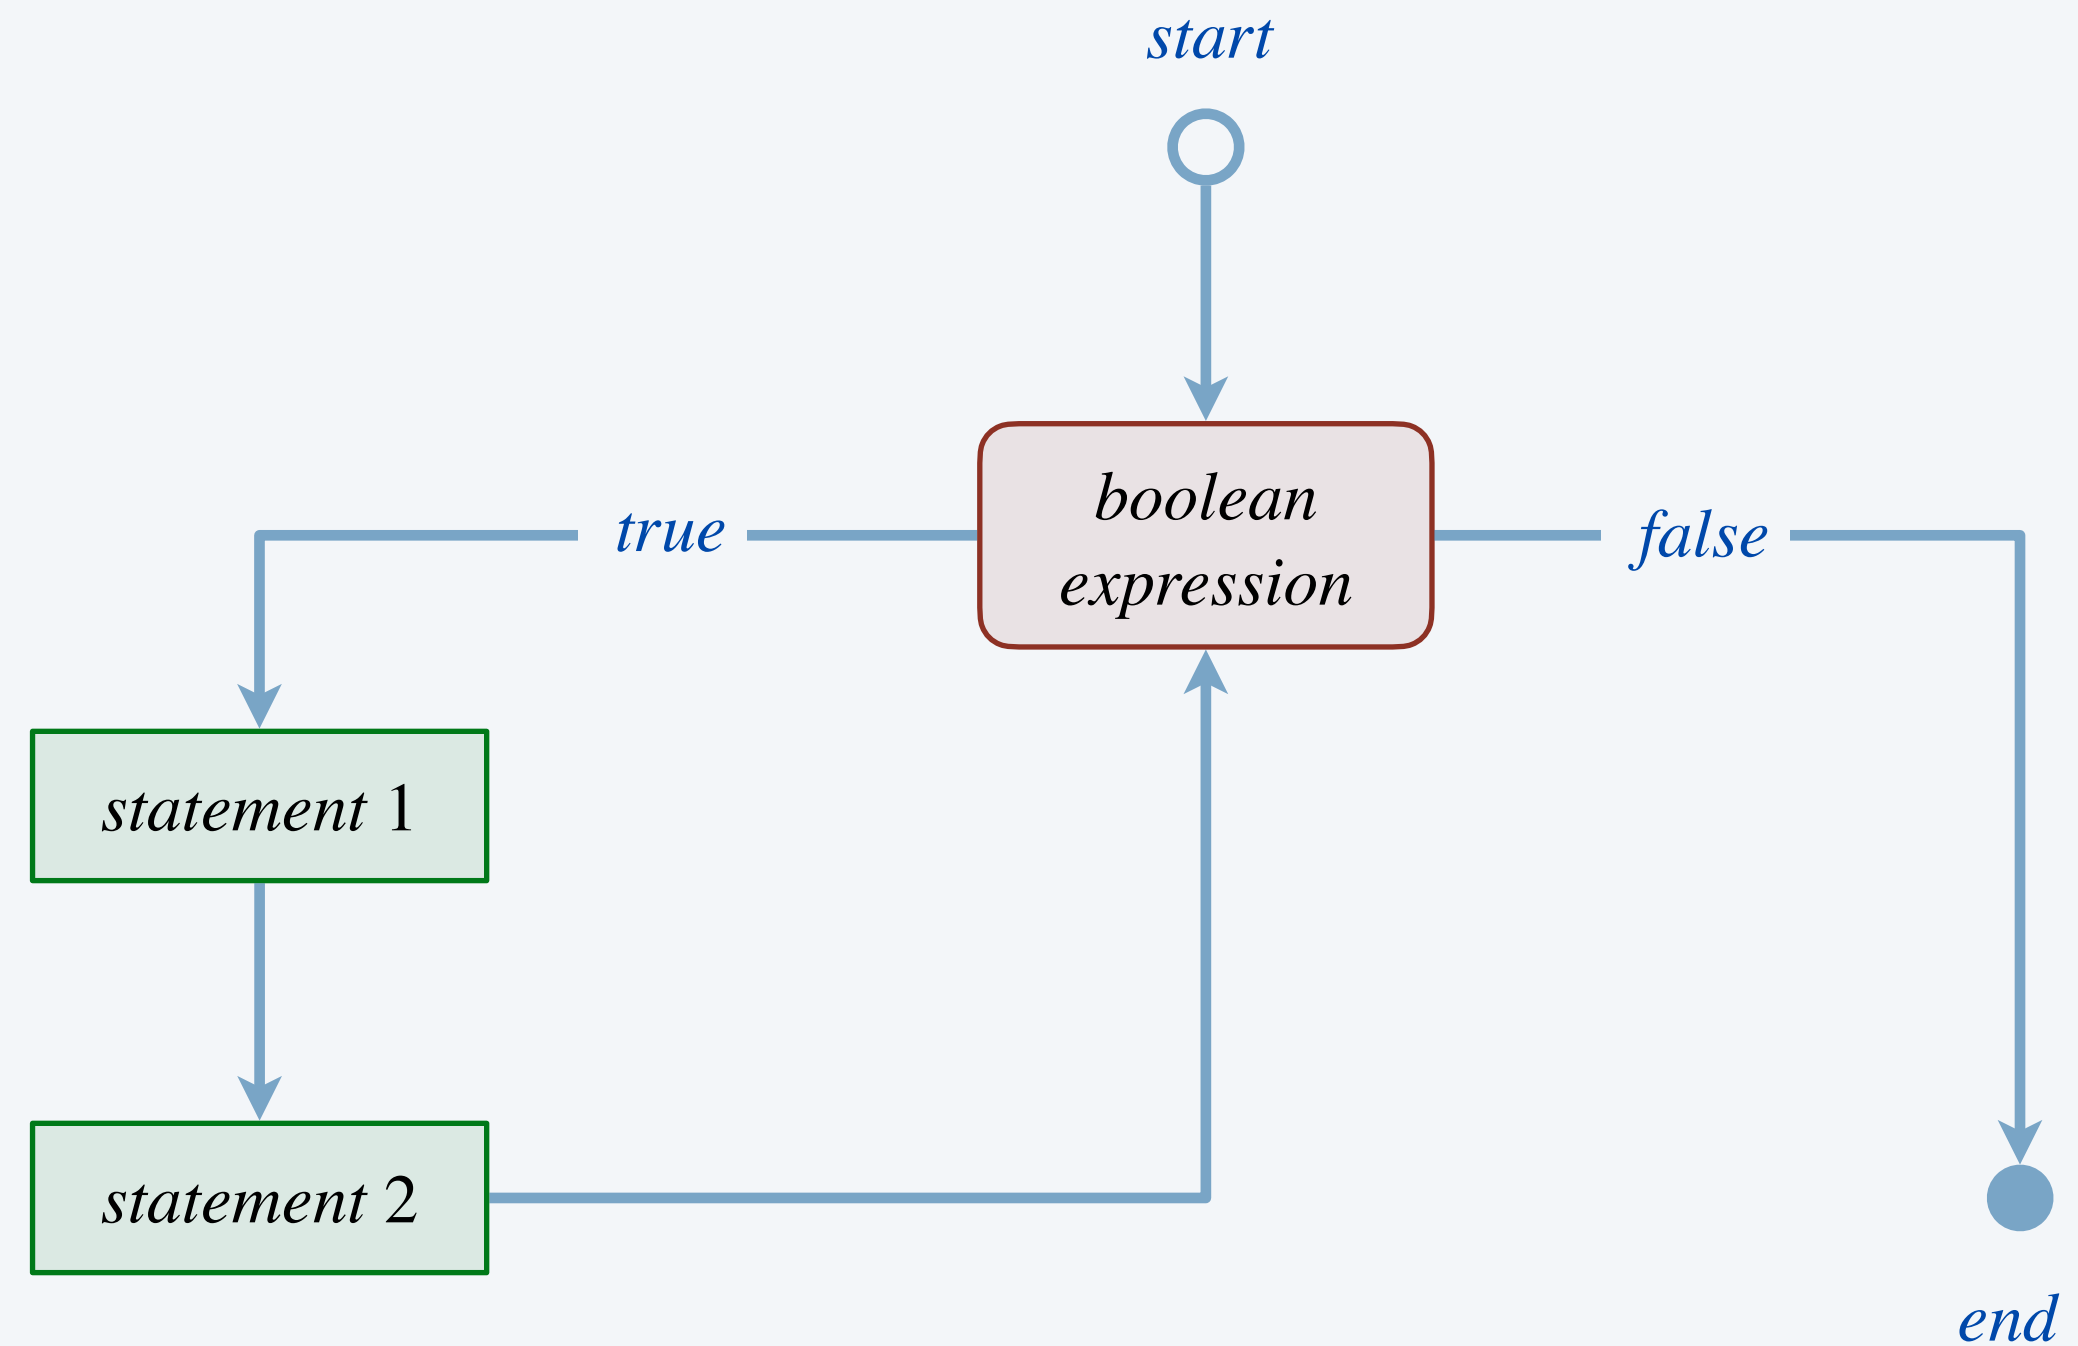 start
boolean
expression
true
false
statement 1
statement 2
end